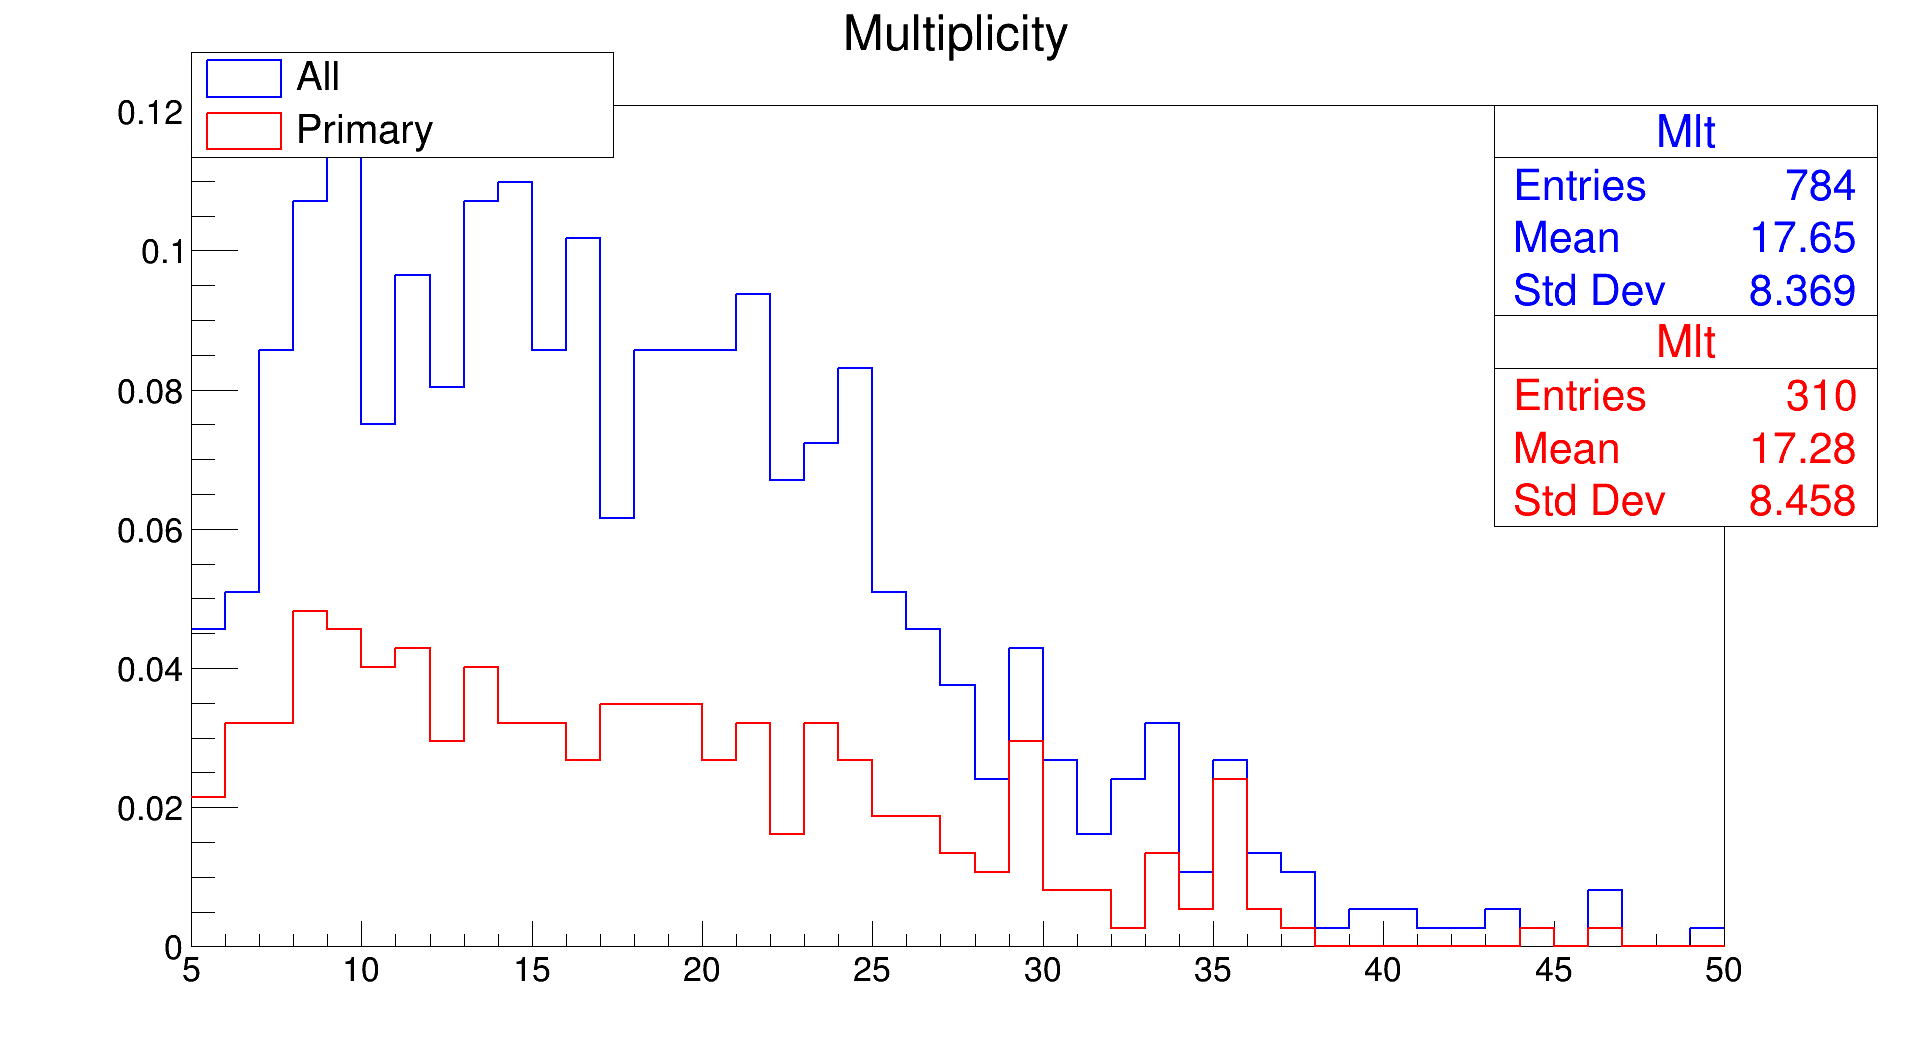 Multiplicity
All
Primary
Mlt
Entries 784
Mean 17.65
Std Dev 8.369
Mlt
Entries 310
Mean 17.28
Std Dev 8.458
0.12
0.1
0.08
0.06
0.04
0.02
0
5 10 15 20 25 30 35 40 45 50